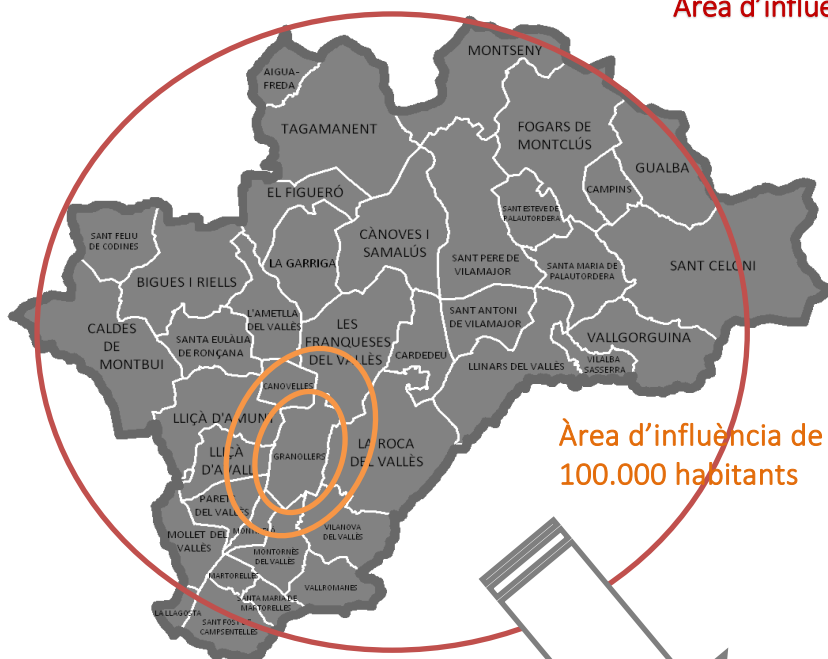 Àrea d'influè
MONTSENY
AIGUA-
FREDA
TAGAMANENT
FOGARS DE
MONTCLÚS
GUALBA
CAMPINS
EL FIGUERÓ
SANT ESTEVE DE
PALAUTORDERA
SANT FELIU
DE CODINES
CÀNOVES I
SAMALÚS
LA GARRIGA
SANT PERE DE
VILAMAJOR
SANTA MARIA DE
PALAUTORDERA
SANT CELONI
BIGUES I RIELLS
L'AMETLLA
DEL VALLÈS
SANT ANTONI
DE VILAMAJOR
CALDES
DE
MONTBUI
SANTA EULÀLIA
DE RONÇANA
LES
FRANQUESES
DEL VALLÈS
CARDEDEU
VALLGORGUINA
LLINARS DEL VALLÈS
VILALBA
SASSERRA
CANOVELLES
LLIÇÀ D'AMUNT
LLIÇÀ
D'AVALL
GRANOLLERS
LA ROCA
DEL VALLÈS
Àrea d'influència de
100.000 habitants
PARETS
DEL VALLÈS
MOLLET DEL
VALLÈS
MONTMELÓ
VILANOVA
DEL VALLÈS
MONTORNÈS
DEL VALLÈS
MARTORELLES
VALLROMANES
SANTA MARIA DE
MARTORELLES
LA LLAGOSTA
SANT FOST DE
CAMPSENTELLES